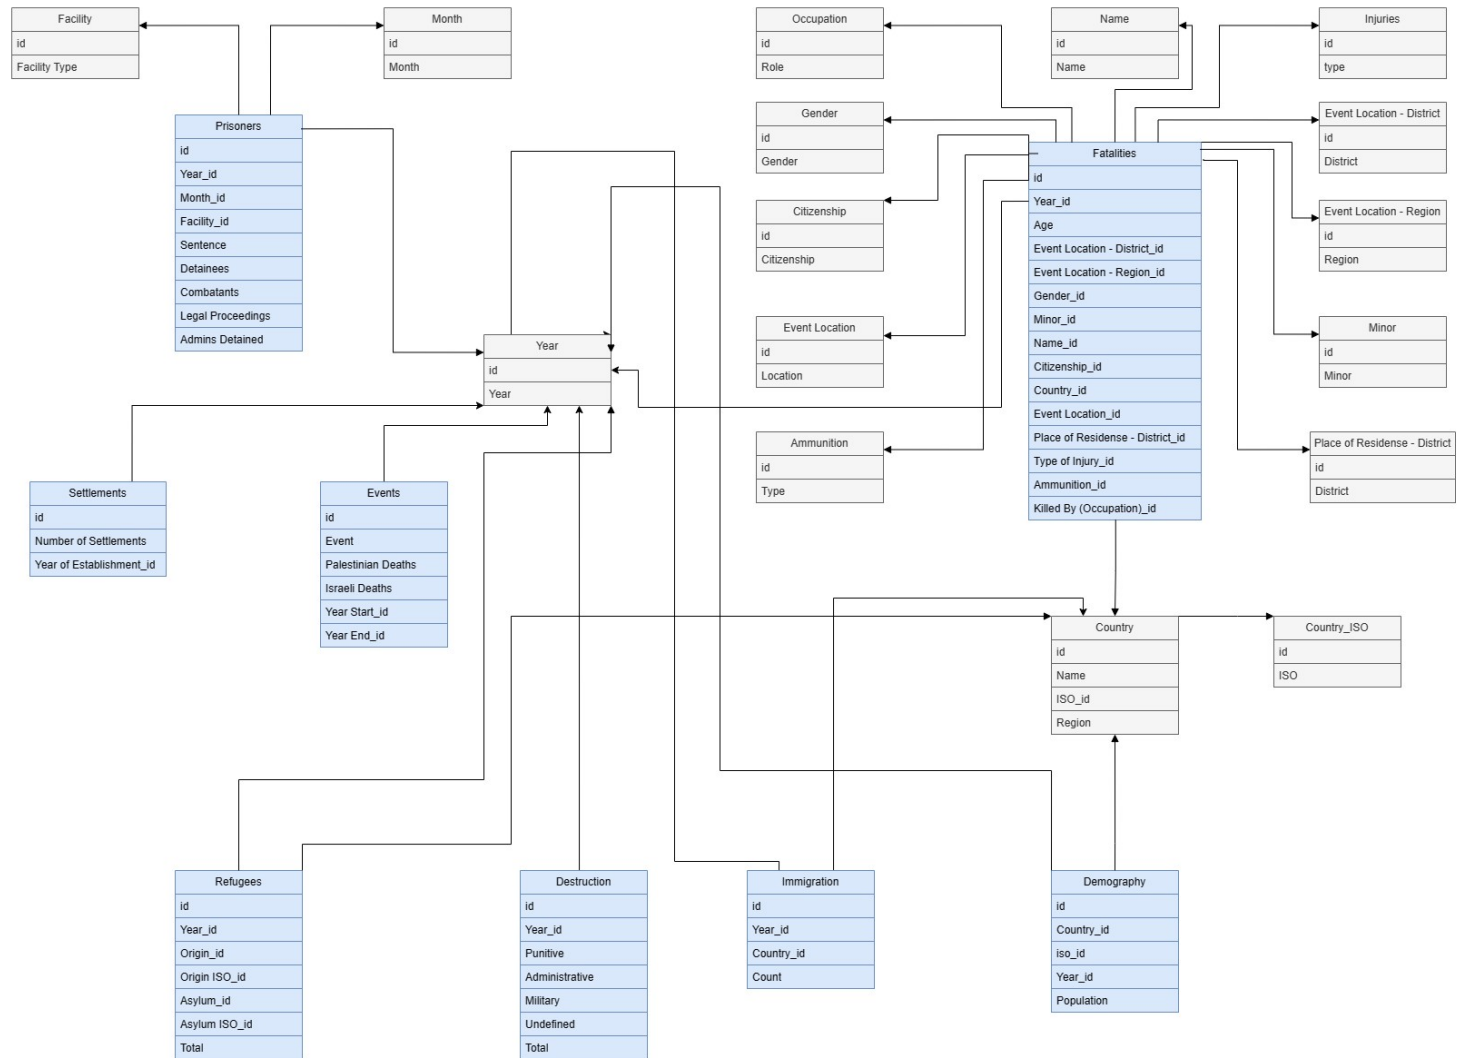 Facility
id
Facility Type
Month
id
Month
Occupation
id
Role
Name
id
Name
Injuries
id
type
Prisoners
id
Year_id
Month_id
Facility_id
Sentence
Detainees
Combatants
Legal Proceedings
Admins Detained
Gender
id
Gender
Event Location - District
id
District
Fatalities
id
Year_id
Age
Event Location - District_id
Event Location - Region_id
Gender_id
Minor_id
Name_id
Citizenship_id
Country_id
Event Location_id
Place of Residense - District_id
Type of Injury_id
Ammunition_id
Killed By (Occupation)_id
Citizenship
id
Citizenship
Event Location - Region
id
Region
Event Location
id
Location
Minor
id
Minor
Year
id
Year
Ammunition
id
Type
Place of Residense - District
id
District
Settlements
id
Number of Settlements
Year of Establishment_id
Events
id
Event
Palestinian Deaths
Israeli Deaths
Year Start_id
Year End_id
Country
id
Name
ISO_id
Region
Country_ISO
id
ISO
Refugees
id
Year_id
Origin_id
Origin ISO_id
Asylum_id
Asylum ISO_id
Total
Destruction
id
Year_id
Punitive
Administrative
Military
Undefined
Total
Immigration
id
Year_id
Country_id
Count
Demography
id
Country_id
iso_id
Year_id
Population